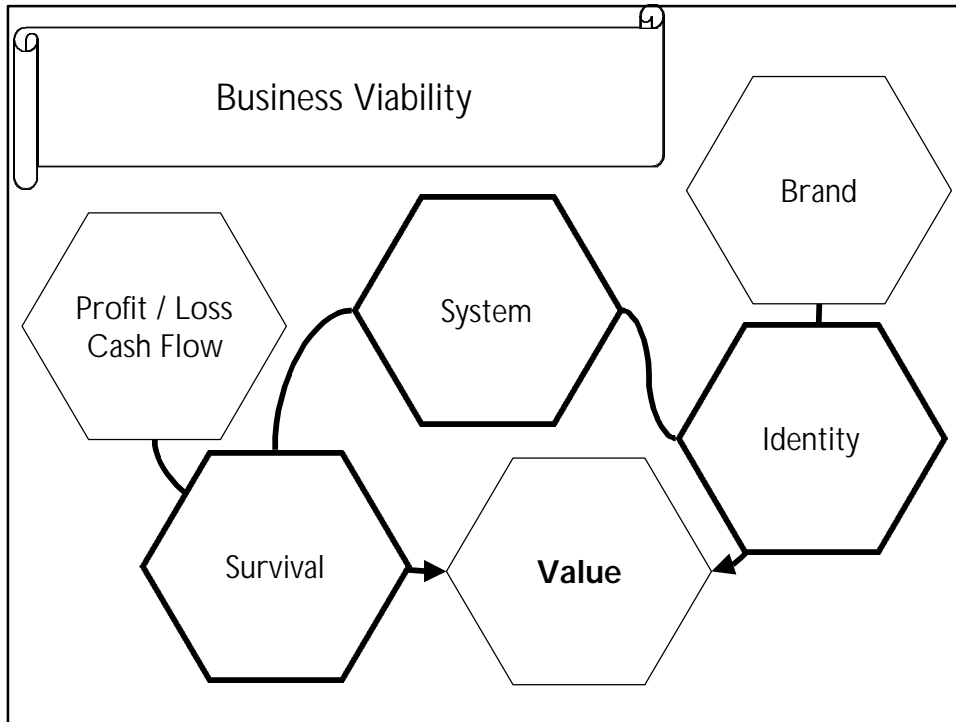 Business Viability
Brand
Profit / Loss
Cash Flow
System
Identity
Survival
Value